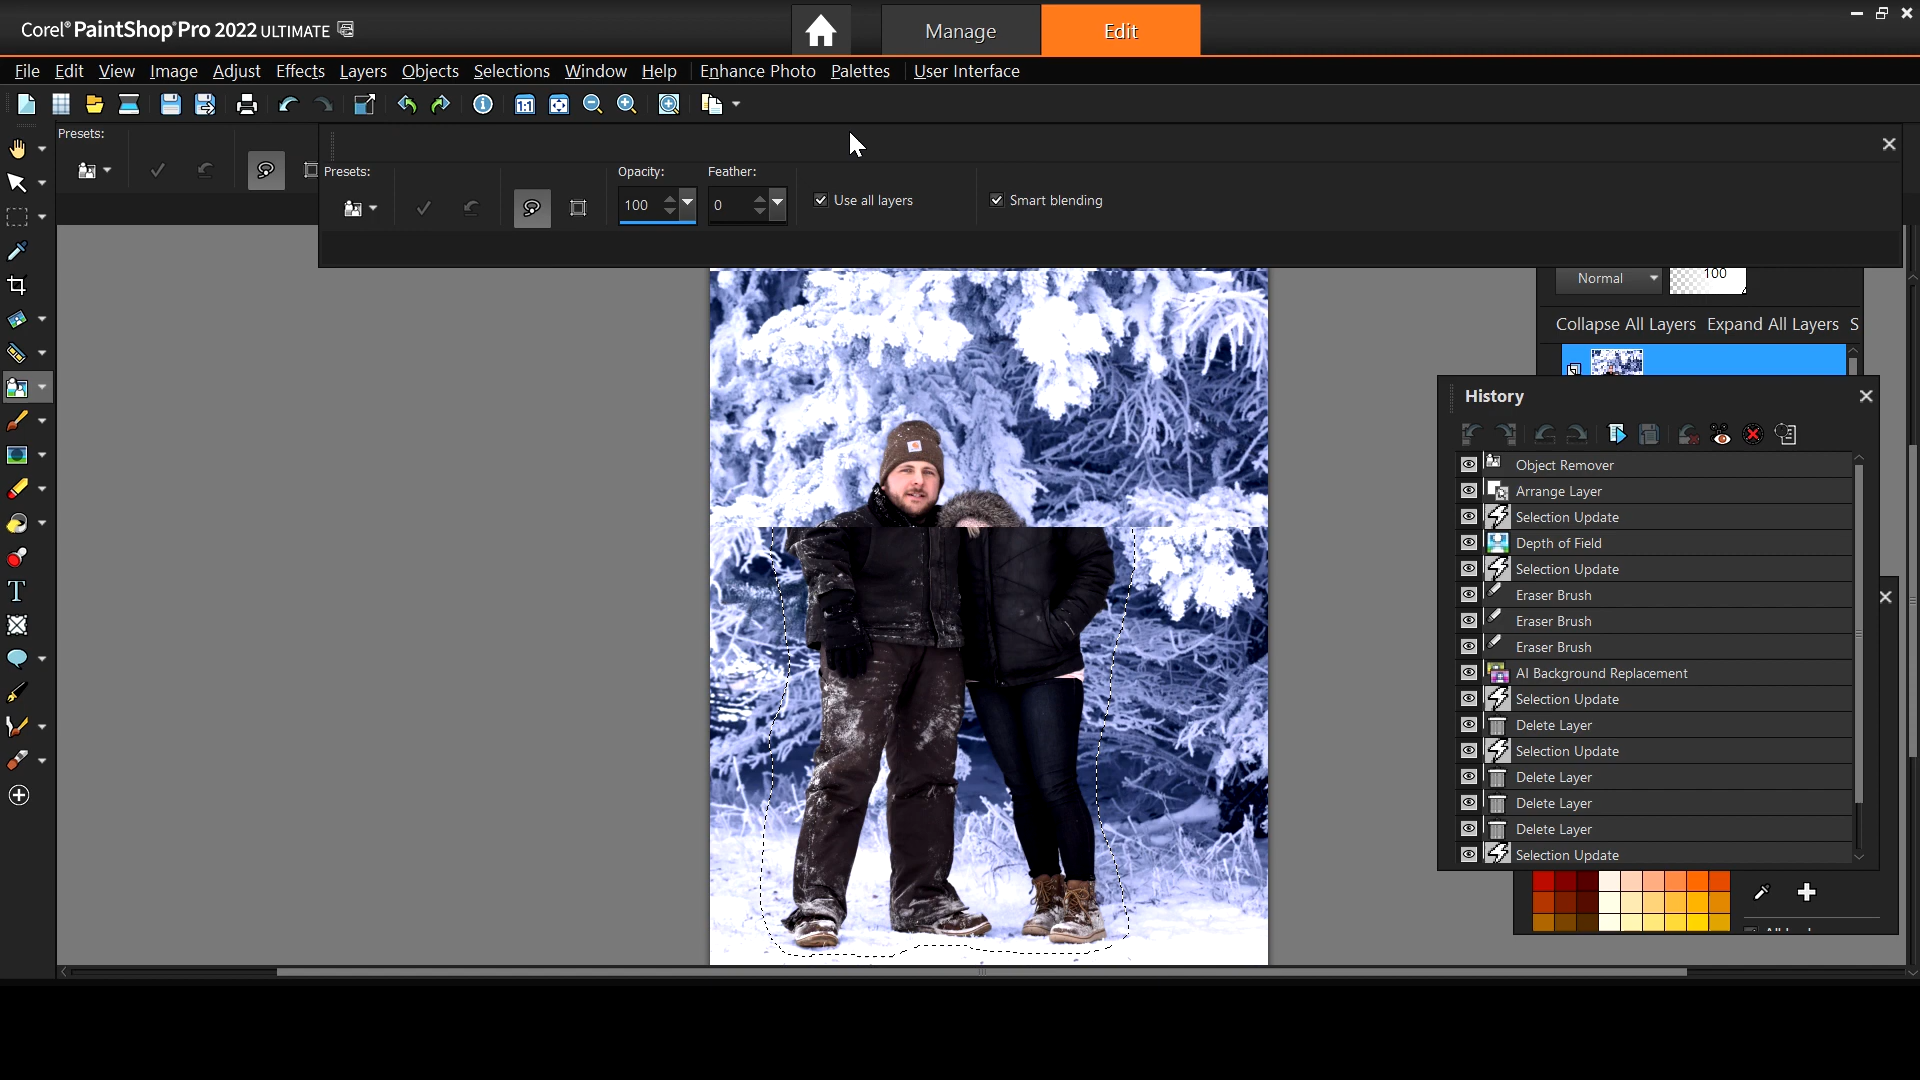 Corel® PaintShop® Pro 2022 ULTIMATE
Manage
Edit
File Edit View Image Adjust Effects Layers Objects Selections Window Help Enhance Photo Palettes User Interface
1:1
Presets:
Presets:
Opacity:
Feather:
100
0
Use all layers
Smart blending
Normal
100
Collapse All Layers Expand All Layers S
History
Object Remover
Arrange Layer
Selection Update
Depth of Field
Selection Update
Eraser Brush
Eraser Brush
Eraser Brush
AI Background Replacement
Selection Update
Delete Layer
Selection Update
Delete Layer
Delete Layer
Delete Layer
Selection Update